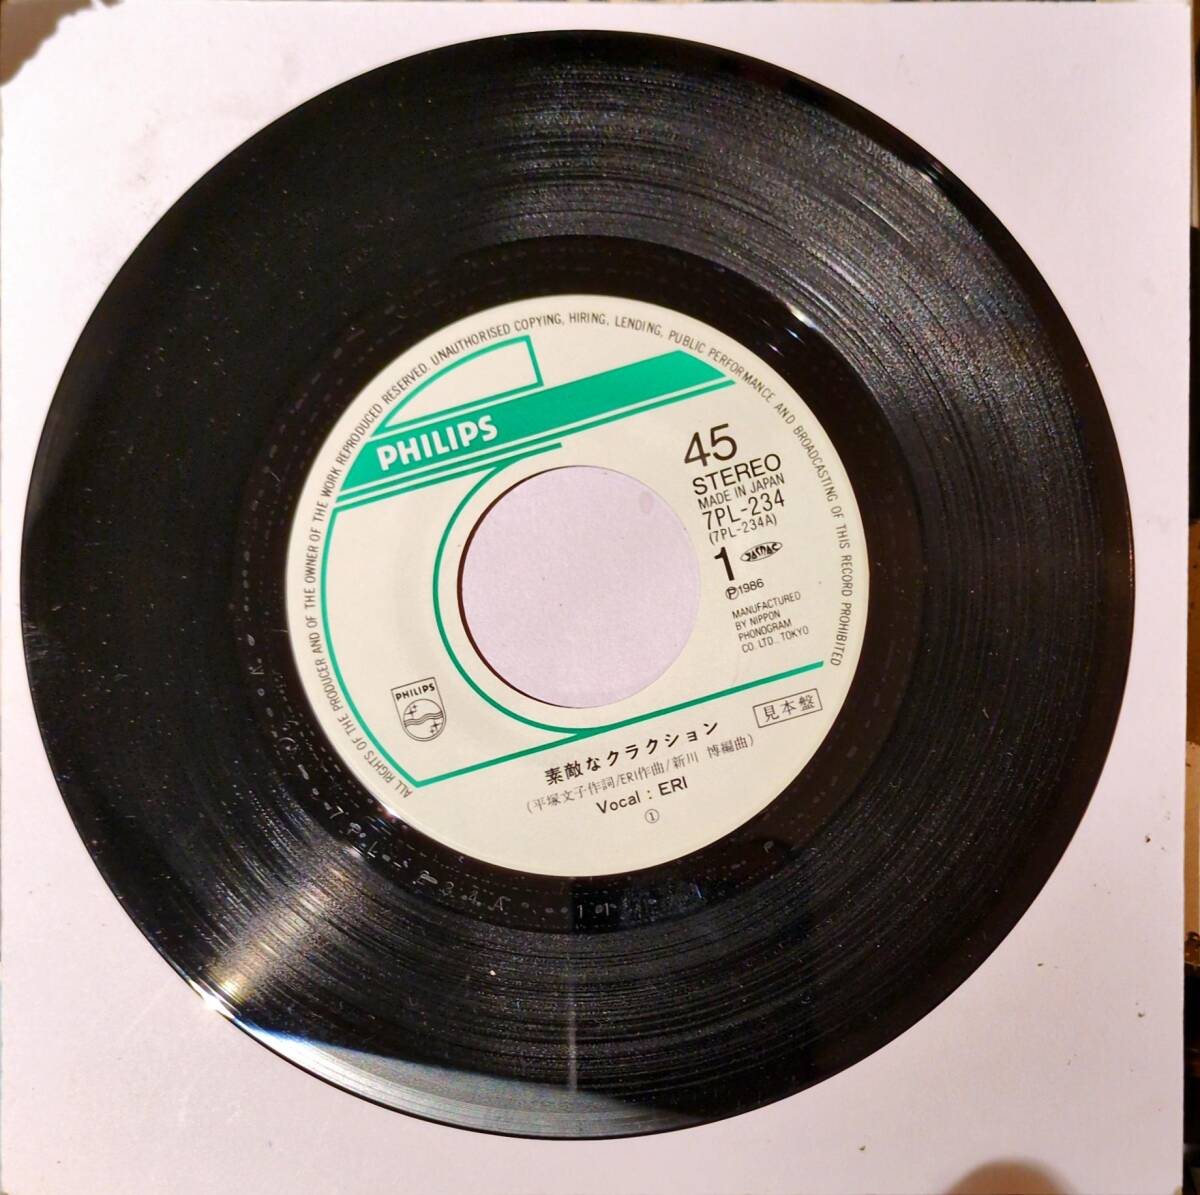 ALL RIGHTS OF THE PRODUCER AND OF THE OWNER OF THE WORK REPRODUCED RESERVED. UNAUTHORISED COPYING, HIRING, LENDING, PUBLIC PERFORMANCE AND BROADCASTING OF THIS RECORD PROHIBITED
PHILIPS
45
STEREO
MADE IN JAPAN
7PL-234
(7PL-234A)
1 JASRAC
Ⓟ1986
MANUFACTURED
BY NIPPON
PHONOGRAM
CO. LTD., TOKYO
PHILIPS
見本盤
素敵なクラクション
(平塚文子作詞/ERI作曲/新川 博編曲)
Vocal : ERI
①